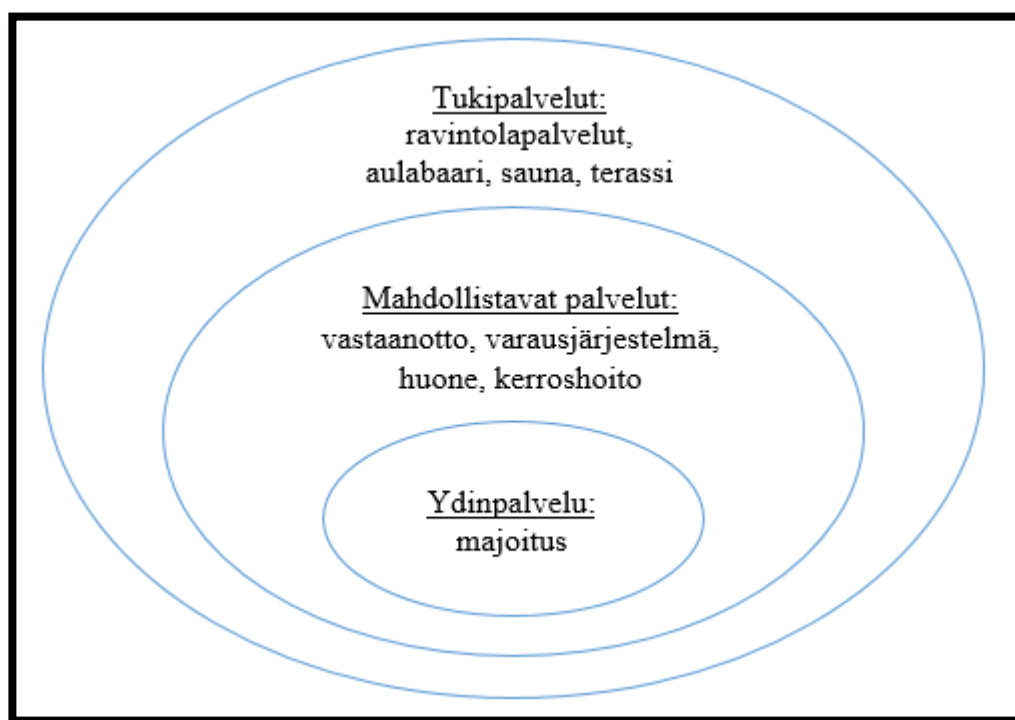 Tukipalvelut:
ravintolapalvelut,
aulabaari, sauna, terassi
Mahdollistavat palvelut:
vastaanotto, varausjärjestelmä,
huone, kerroshoito
Ydinpalvelu:
majoitus